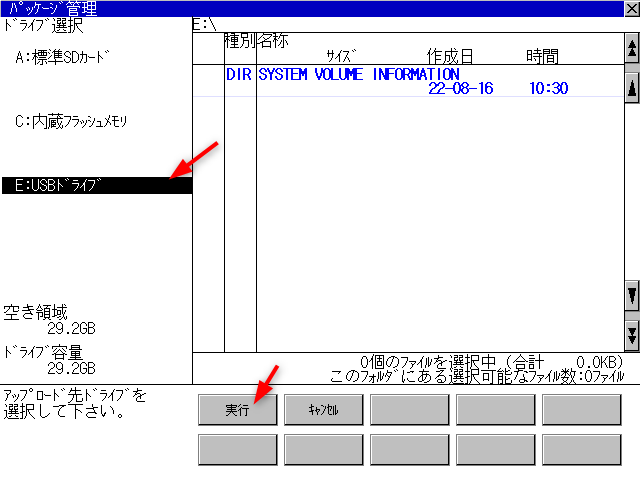 ﾊﾟｯｹｰｼﾞ管理
ﾄﾞﾗｲﾌﾞ選択
E:\
種別 名称
ｻｲｽﾞ 作成日 時間
A:標準SDｶｰﾄﾞ
DIR SYSTEM VOLUME INFORMATION
22-08-16 10:30
C:内蔵ﾌﾗｯｼｭﾒﾓﾘ
E:USBﾄﾞﾗｲﾌﾞ
空き領域
29.2GB
ﾄﾞﾗｲﾌﾞ容量
29.2GB
0個のﾌｧｲﾙを選択中 (合計 0.0KB)
このﾌｫﾙﾀﾞにある選択可能なﾌｧｲﾙ数:0ﾌｧｲﾙ
ｱｯﾌﾟﾛｰﾄﾞ先ﾄﾞﾗｲﾌﾞを
選択して下さい。
実行
ｷｬﾝｾﾙ